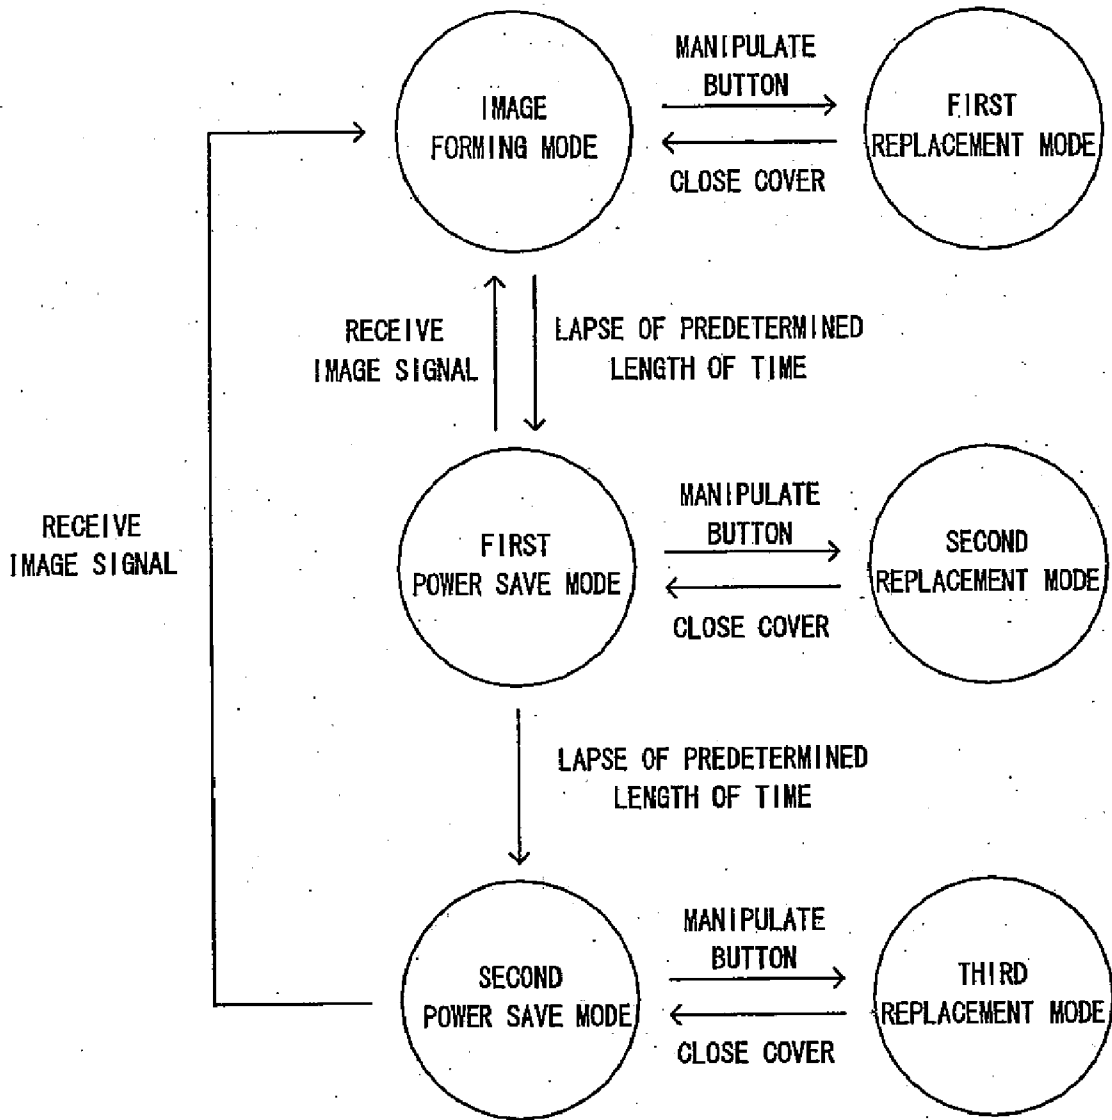 IMAGE
FORMING MODE
MANIPULATE
BUTTON
CLOSE COVER
FIRST
REPLACEMENT MODE
RECEIVE
IMAGE SIGNAL
LAPSE OF PREDETERMINED
LENGTH OF TIME
RECEIVE
IMAGE SIGNAL
FIRST
POWER SAVE MODE
MANIPULATE
BUTTON
CLOSE COVER
SECOND
REPLACEMENT MODE
LAPSE OF PREDETERMINED
LENGTH OF TIME
SECOND
POWER SAVE MODE
MANIPULATE
BUTTON
CLOSE COVER
THIRD
REPLACEMENT MODE